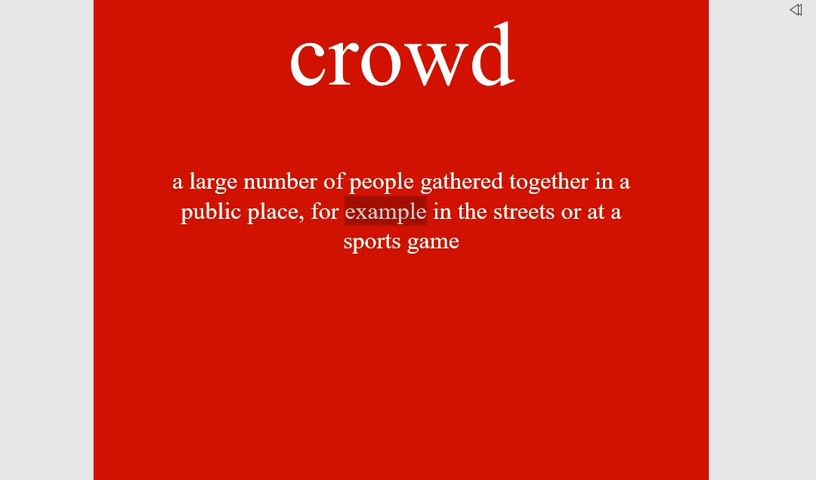 crowd
a large number of people gathered together in a
public place, for example in the streets or at a
sports game